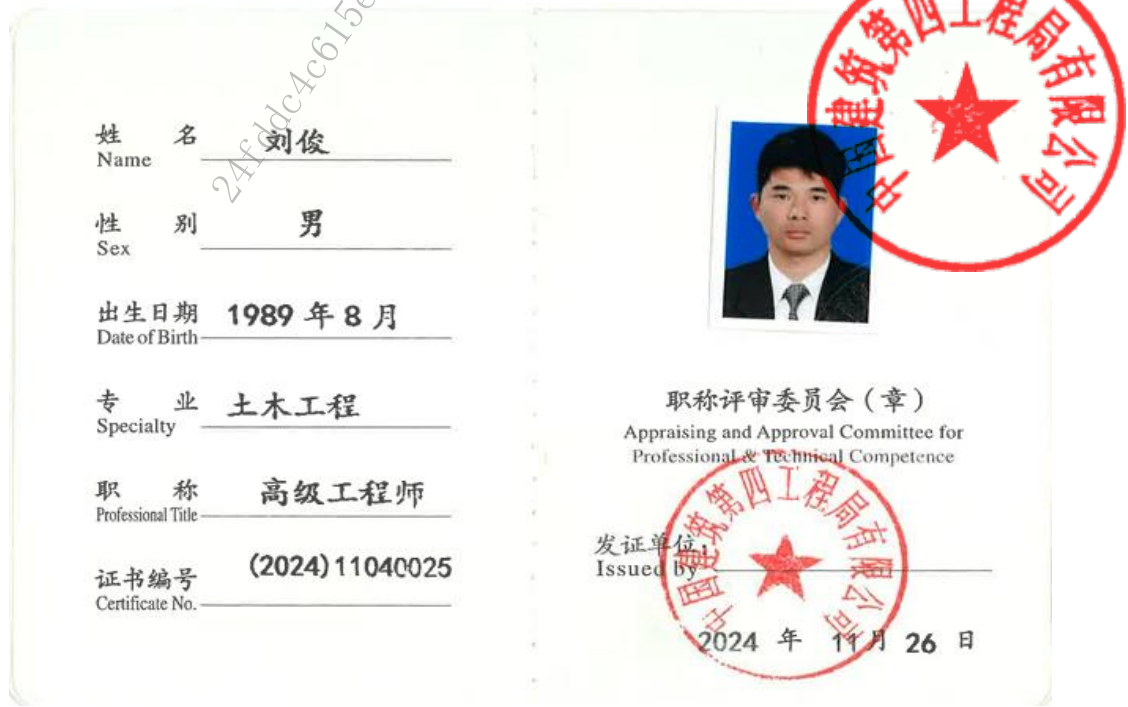 24fddc4c615
姓 名 刘俊
Name
性 别 男
Sex
出生日期 1989 年 8 月
Date of Birth
专 业 土木工程
Specialty
职 称 高级工程师
Professional Title
证书编号 (2024)11040025
Certificate No.
中国建筑第四工程局有限公司
职称评审委员会（章）
Appraising and Approval Committee for
Professional & Technical Competence
中国建筑第四工程局有限公司
发证单位：
Issued by
2024 年 11月 26 日